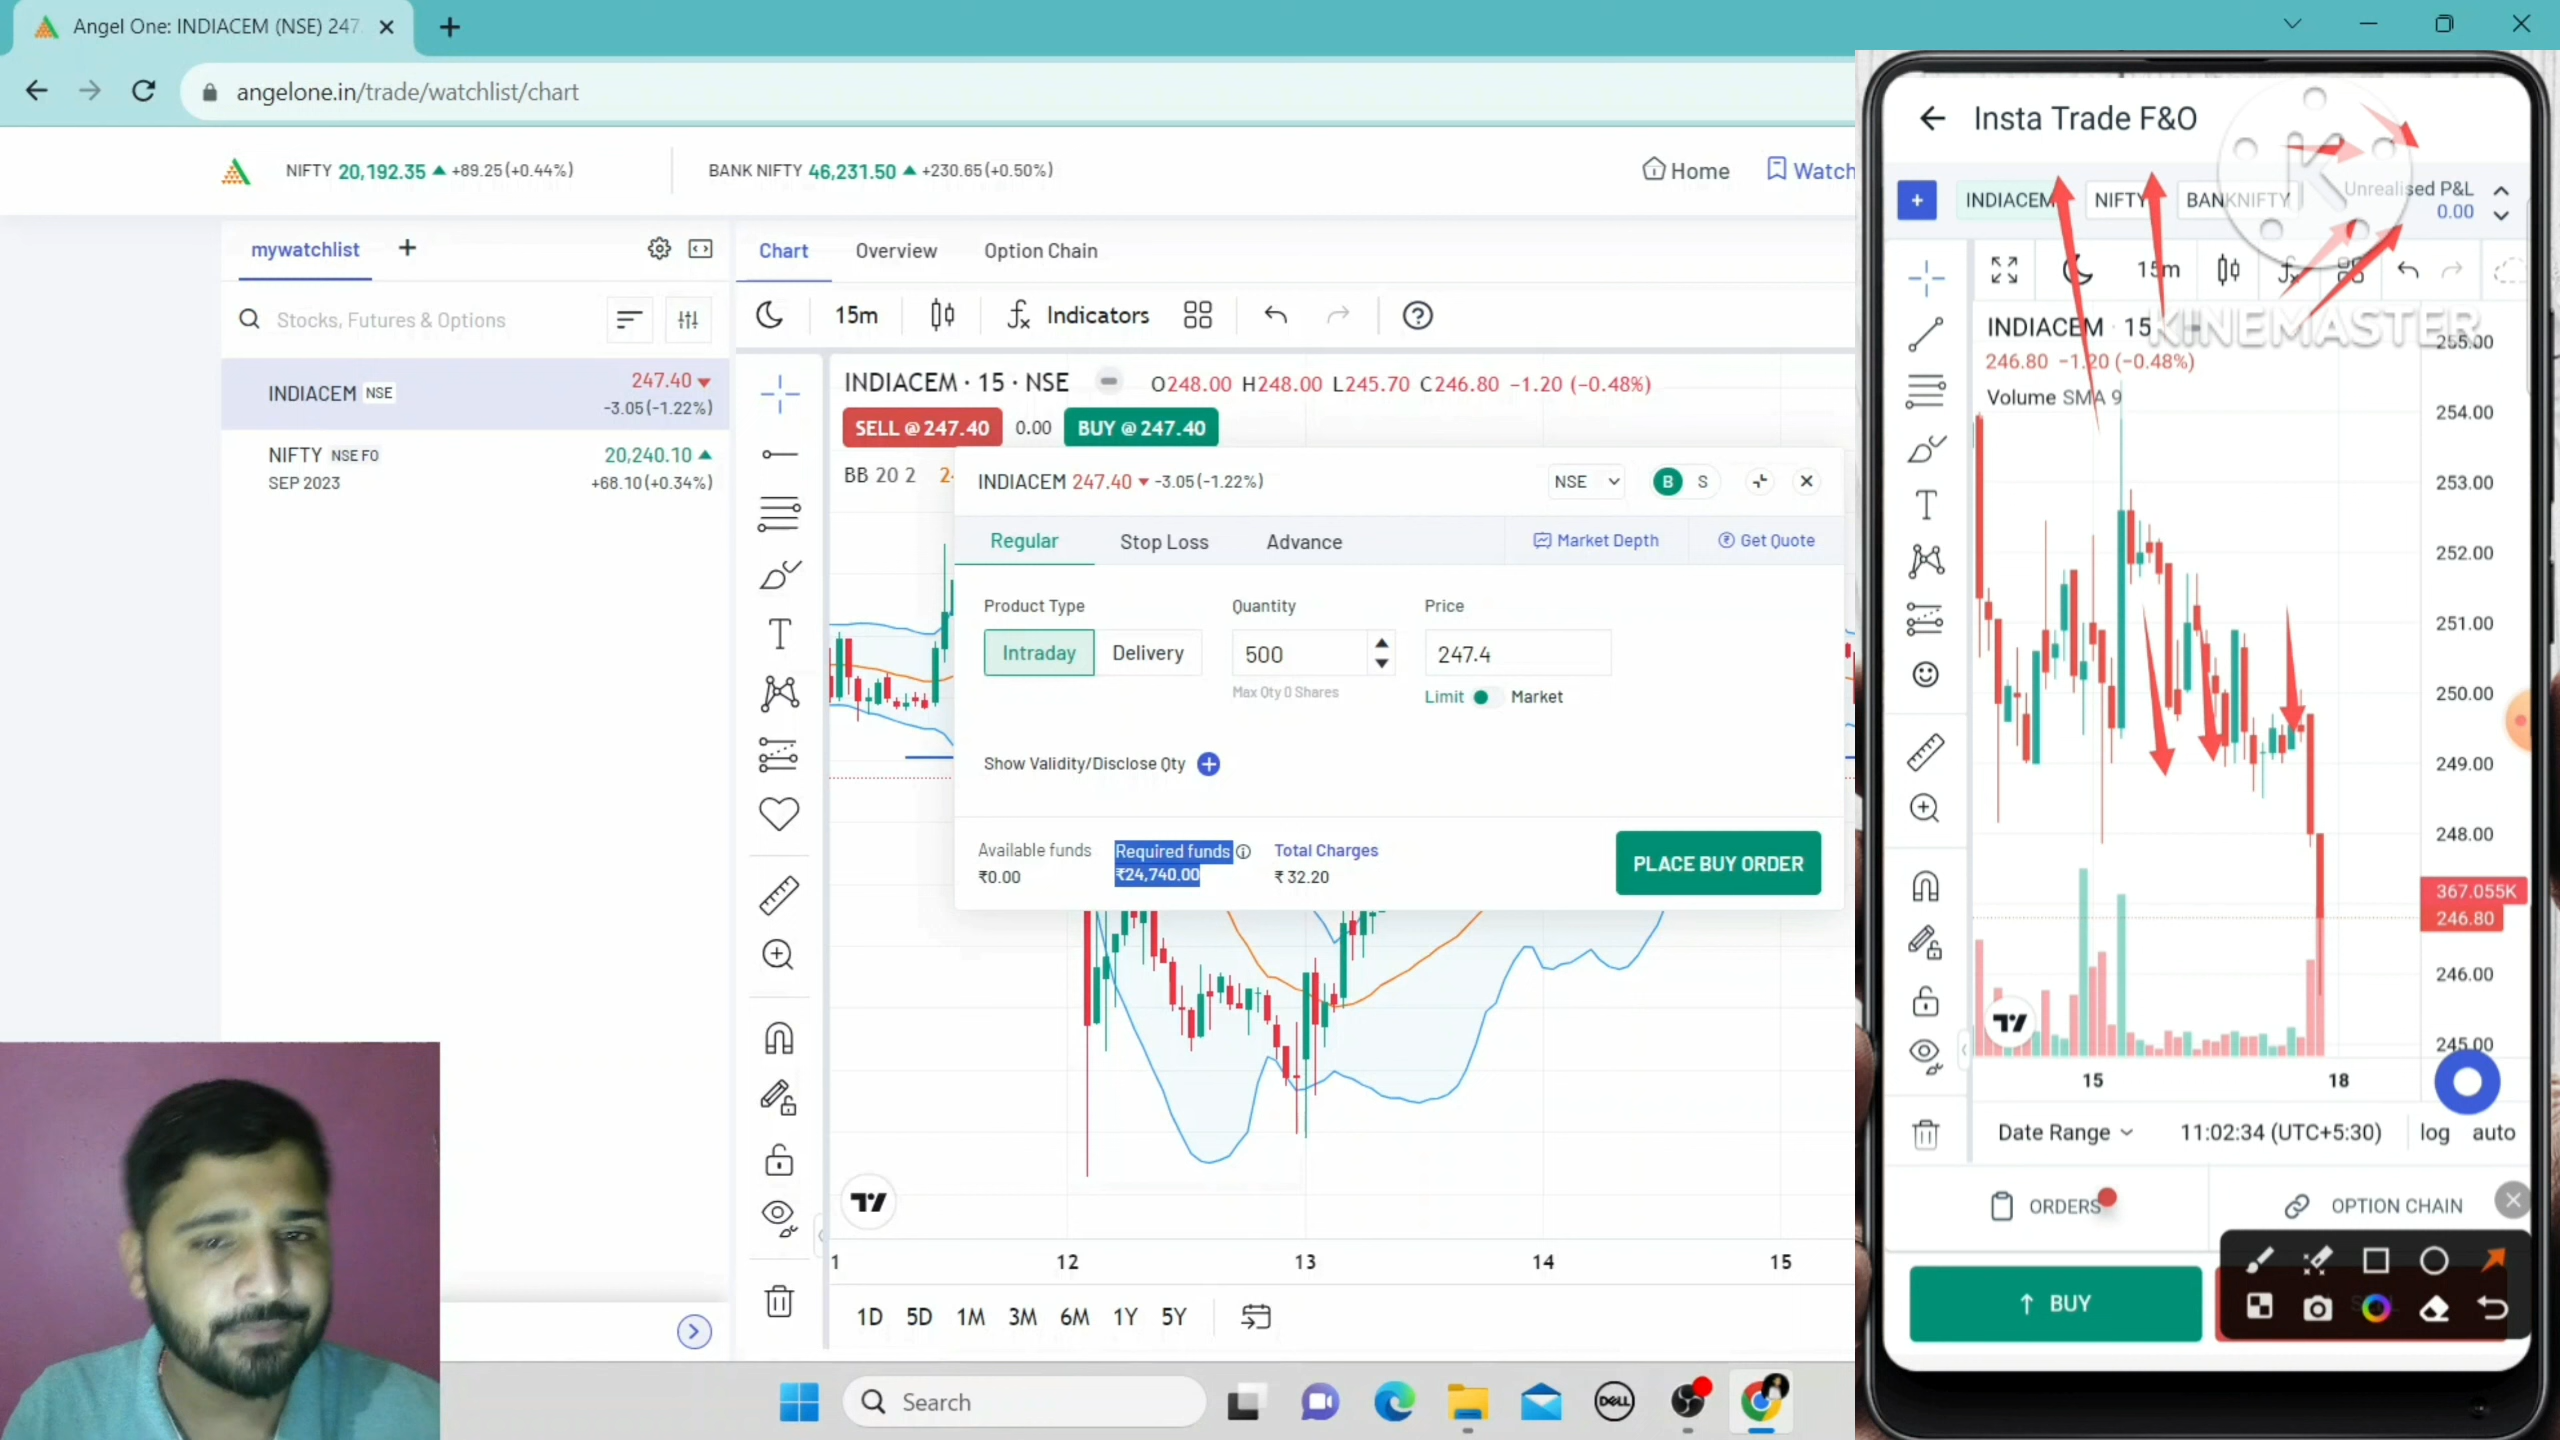 Angel One: INDIACEM (NSE) 247
angelone.in/trade/watchlist/chart
NIFTY 20,192.35 ▲ +89.25(+0.44%)
BANK NIFTY 46,231.50 ▲ +230.65(+0.50%)
Home
Watch
mywatchlist +
Stocks, Futures & Options
INDIACEM NSE
247.40 ▼
-3.05(-1.22%)
NIFTY NSE FO
20,240.10 ▲
SEP 2023
+68.10(+0.34%)
Chart Overview Option Chain
15m Indicators
INDIACEM · 15 · NSE
O248.00 H248.00 L245.70 C246.80 −1.20 (−0.48%)
SELL @ 247.40 0.00 BUY @ 247.40
BB 20 2
INDIACEM 247.40 ▼ -3.05(-1.22%)
NSE
B S
Regular Stop Loss Advance
Market Depth
Get Quote
Product Type Quantity Price
Intraday Delivery 500 247.4
Max Qty 0 Shares
Limit Market
Show Validity/Disclose Qty
Available funds Required funds Total Charges
₹0.00 ₹24,740.00 ₹ 32.20
PLACE BUY ORDER
1 12 13 14 15
1D 5D 1M 3M 6M 1Y 5Y
Search
DELL
Insta Trade F&O
INDIACEM NIFTY BANKNIFTY
Unrealised P&L
0.00
15m
INDIACEM · 15
KINEMASTER
246.80 −1.20 (−0.48%)
Volume SMA 9
255.00
254.00
253.00
252.00
251.00
250.00
249.00
248.00
367.055K
246.80
246.00
245.00
15 18
Date Range 11:02:34 (UTC+5:30) log auto
ORDERS
OPTION CHAIN
↑ BUY